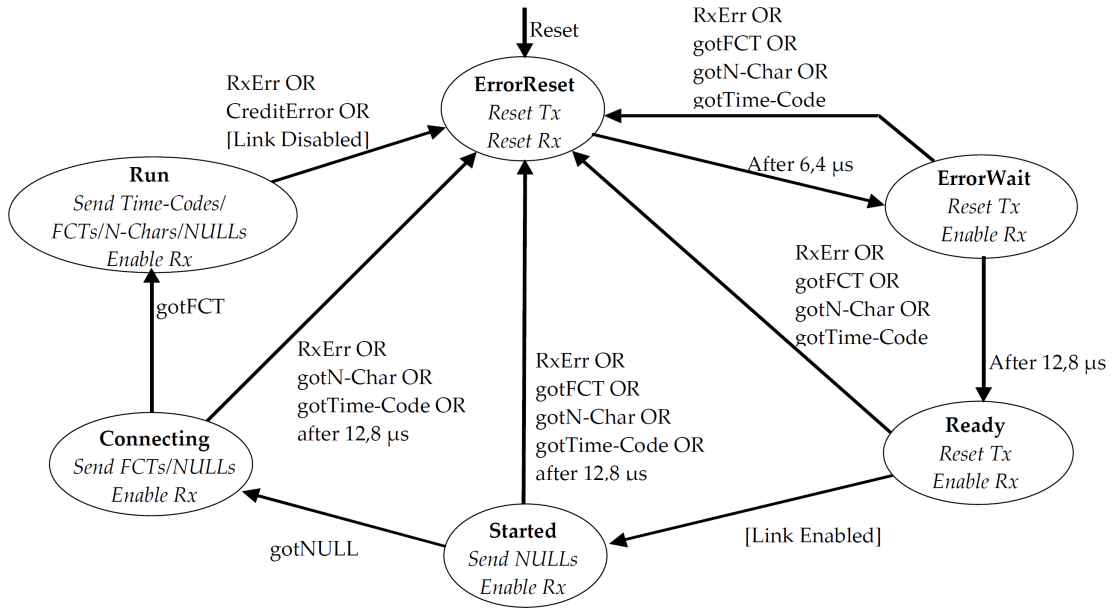 Reset
ErrorReset
Reset Tx
Reset Rx
RxErr OR
gotFCT OR
gotN-Char OR
gotTime-Code
RxErr OR
CreditError OR
[Link Disabled]
After 6,4 µs
Run
Send Time-Codes/
FCTs/N-Chars/NULLs
Enable Rx
ErrorWait
Reset Tx
Enable Rx
gotFCT
RxErr OR
gotN-Char OR
gotTime-Code OR
after 12,8 µs
RxErr OR
gotFCT OR
gotN-Char OR
gotTime-Code OR
after 12,8 µs
RxErr OR
gotFCT OR
gotN-Char OR
gotTime-Code
After 12,8 µs
Connecting
Send FCTs/NULLs
Enable Rx
Ready
Reset Tx
Enable Rx
gotNULL
Started
Send NULLs
Enable Rx
[Link Enabled]